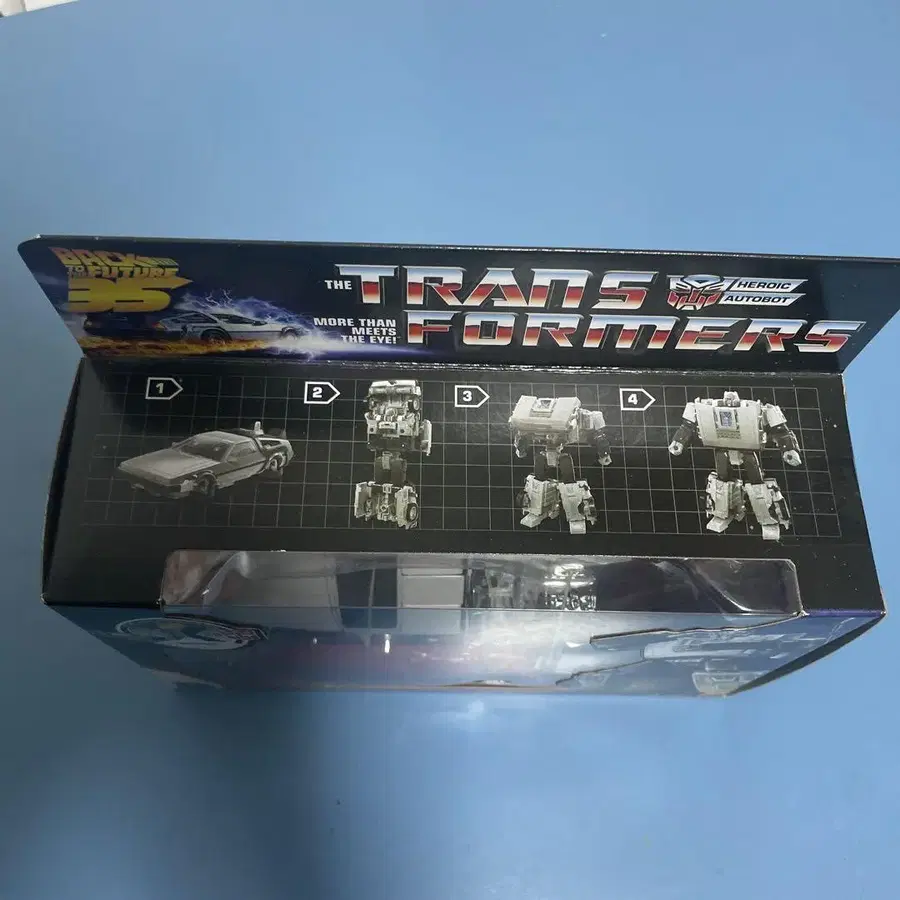 BACK
TO THE FUTURE
35
THE TRANS
FORMERS
MORE THAN
MEETS
THE EYE!
HEROIC
AUTOBOT
1
2
3
4